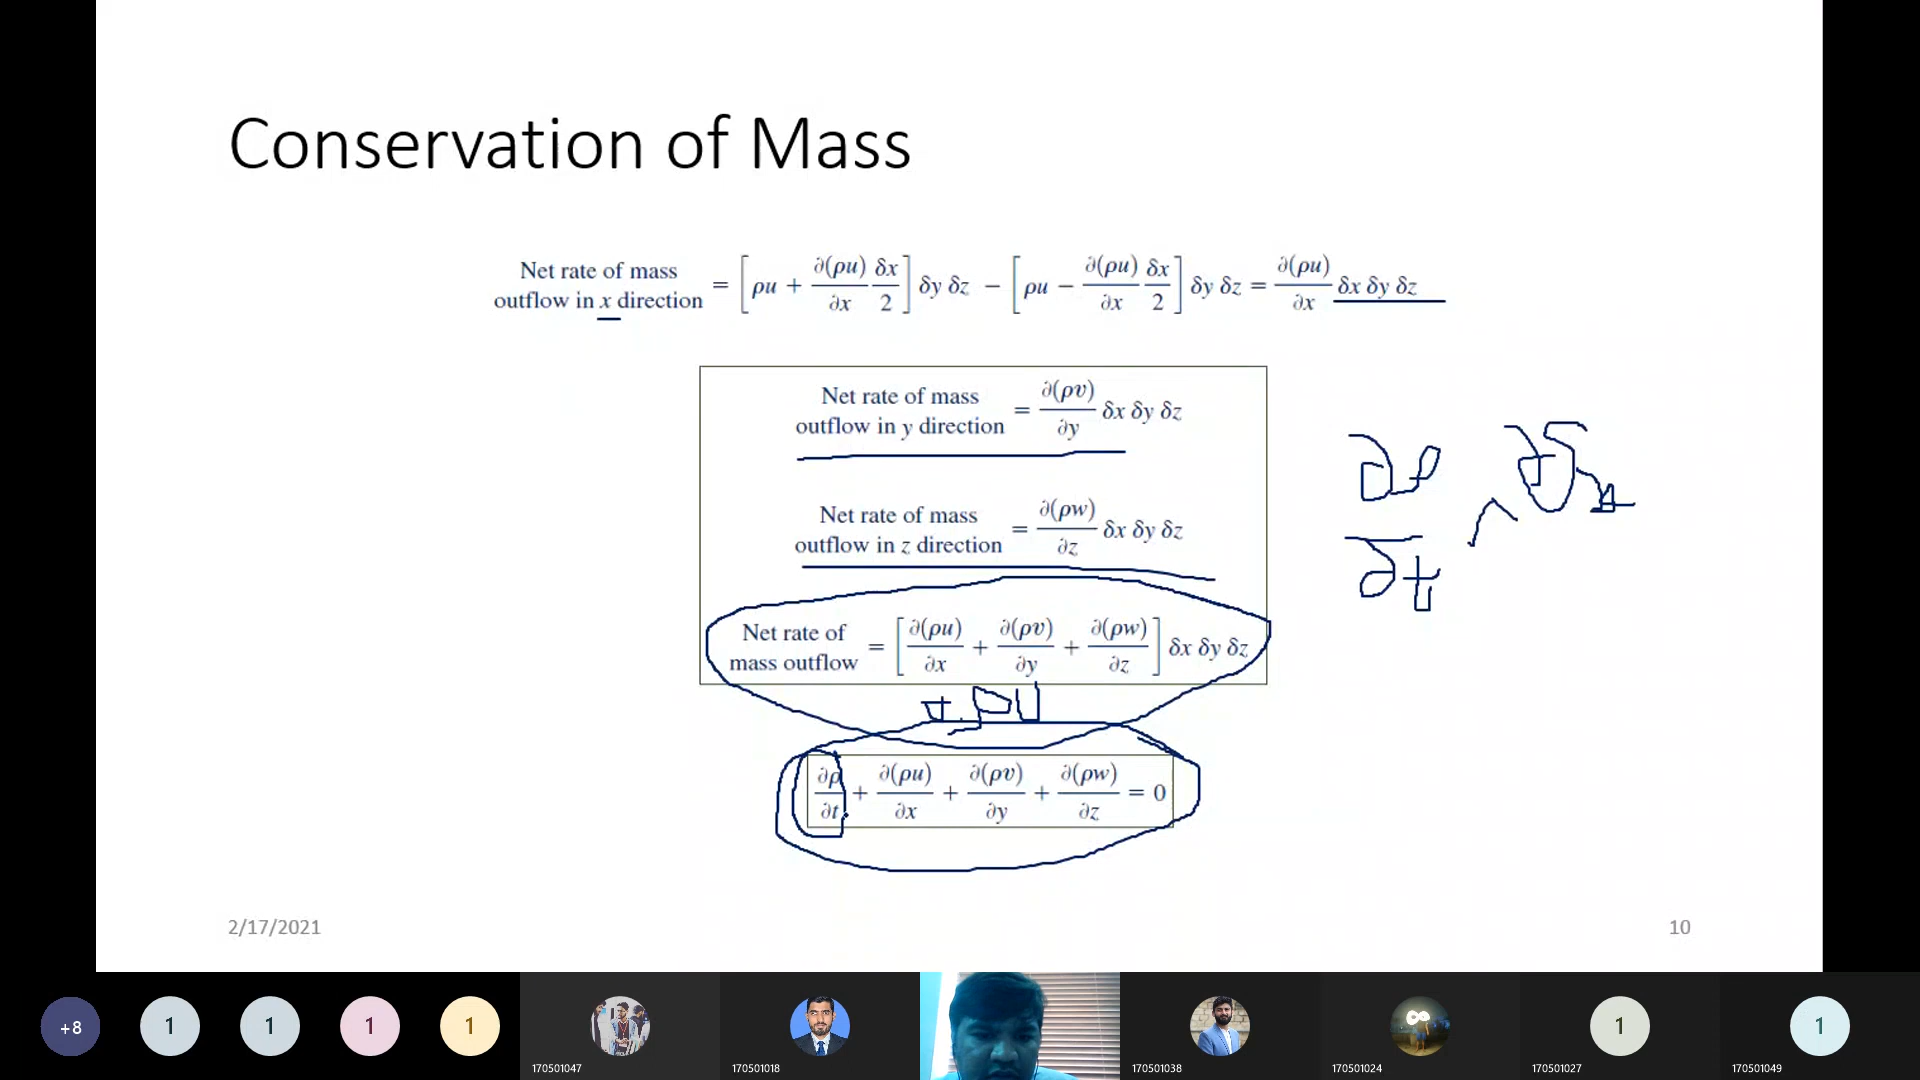 Conservation of Mass
Net rate of mass outflow in x direction = [ρu + ∂(ρu)/∂x δx/2] δy δz − [ρu − ∂(ρu)/∂x δx/2] δy δz = ∂(ρu)/∂x δx δy δz
Net rate of mass outflow in y direction = ∂(ρv)/∂y δx δy δz
Net rate of mass outflow in z direction = ∂(ρw)/∂z δx δy δz
Net rate of mass outflow = [∂(ρu)/∂x + ∂(ρv)/∂y + ∂(ρw)/∂z] δx δy δz
∂ρ/∂t + ∂(ρu)/∂x + ∂(ρv)/∂y + ∂(ρw)/∂z = 0
∂ρ
∂t
2/17/2021 10
+8 1 1 1 1 1 1
170501047 170501018 170501038 170501024 170501027 170501049